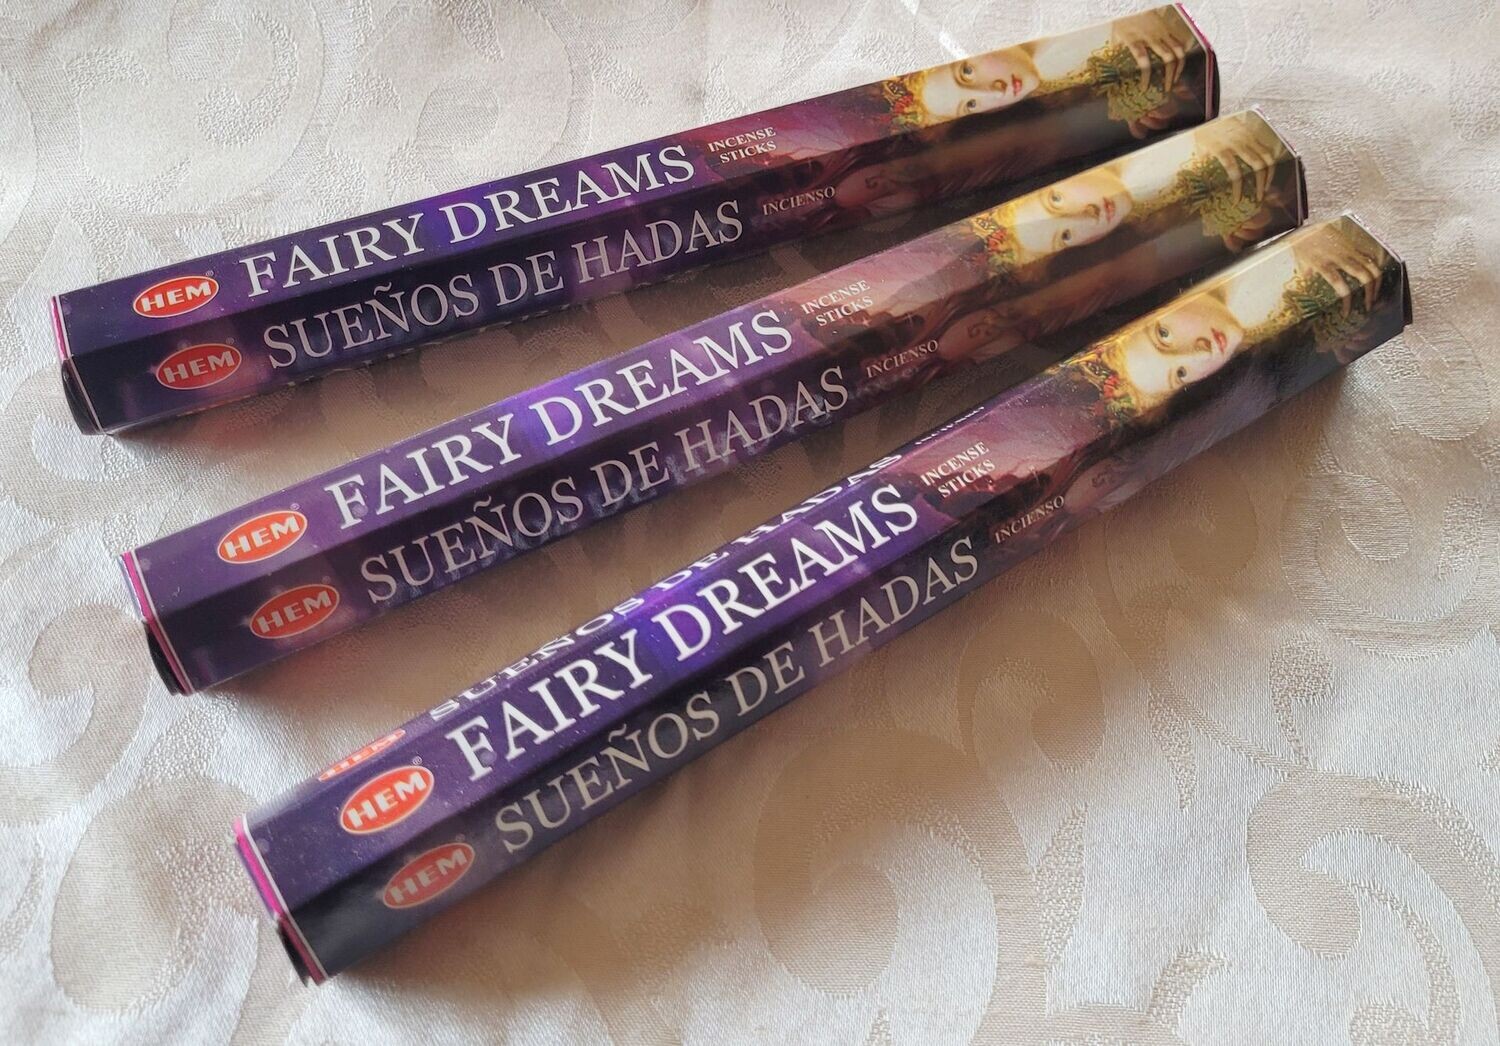 HEM
FAIRY DREAMS
INCENSE
STICKS
HEM
SUEÑOS DE HADAS
INCIENSO
HEM
FAIRY DREAMS
INCENSE
STICKS
HEM
SUEÑOS DE HADAS
INCIENSO
HEM
SUEÑOS DE HADAS
HEM
FAIRY DREAMS
INCENSE
STICKS
HEM
SUEÑOS DE HADAS
INCIENSO